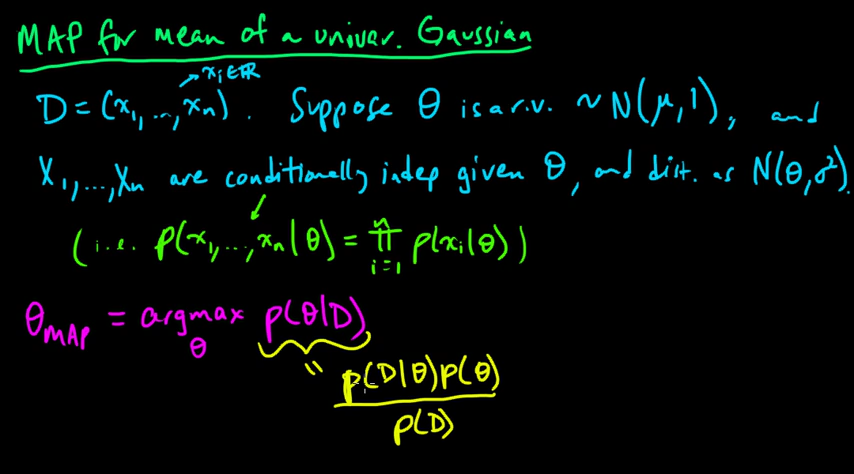 MAP for mean of a univar. Gaussian
x_i ∈ ℝ
D = (x_1, ..., x_n). Suppose θ is a r.v. ~ N(μ, 1), and
X_1, ..., X_n are conditionally indep given θ, and dist. as N(θ, σ²).
(i.e. p(x_1, ..., x_n | θ) = ∏_{i=1}^{n} p(x_i | θ))
θ_MAP = argmax_θ p(θ|D)
"
p(D|θ)p(θ)
p(D)